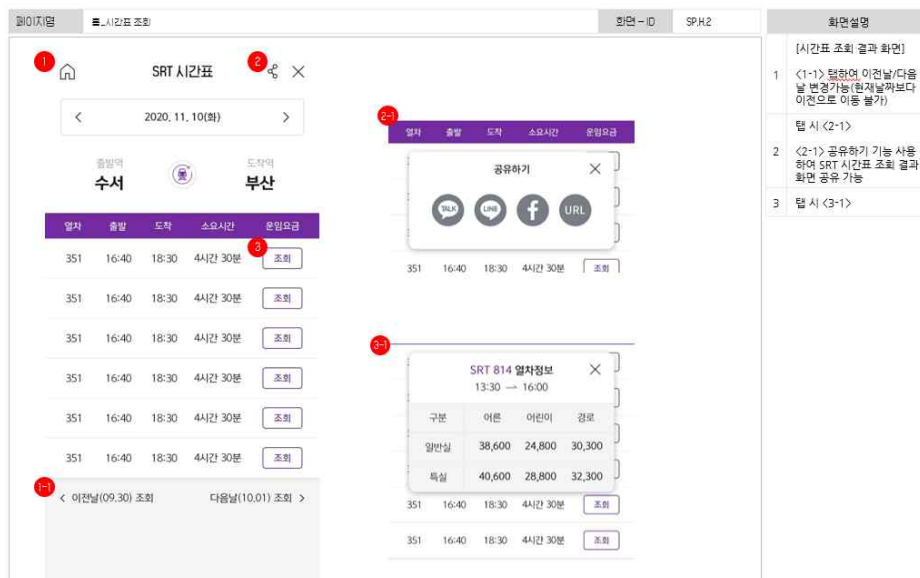 페이지명 홈_시간표 조회 화면 – ID SP.H.2 화면설명
[시간표 조회 결과 화면]
1 <1-1> 탭하여 이전날/다음
날 변경가능(현재날짜보다
이전으로 이동 불가)
탭 시 <2-1>
2 <2-1> 공유하기 기능 사용
하여 SRT 시간표 조회 결과
화면 공유 가능
3 탭 시 <3-1>
1 SRT 시간표 2
< 2020. 11. 10(화) >
출발역 도착역
수서 부산
열차 출발 도착 소요시간 운임요금
3
351 16:40 18:30 4시간 30분 조회
351 16:40 18:30 4시간 30분 조회
351 16:40 18:30 4시간 30분 조회
351 16:40 18:30 4시간 30분 조회
351 16:40 18:30 4시간 30분 조회
351 16:40 18:30 4시간 30분 조회
1-1
< 이전날(09.30) 조회 다음날(10.01) 조회 >
2-1
열차 출발 도착 소요시간 운임요금
공유하기
TALK LINE f URL
351 16:40 18:30 4시간 30분 조회
3-1
SRT 814 열차정보
13:30 → 16:00
구분 어른 어린이 경로
일반실 38,600 24,800 30,300
특실 40,600 28,800 32,300
351 16:40 18:30 4시간 30분 조회
351 16:40 18:30 4시간 30분 조회